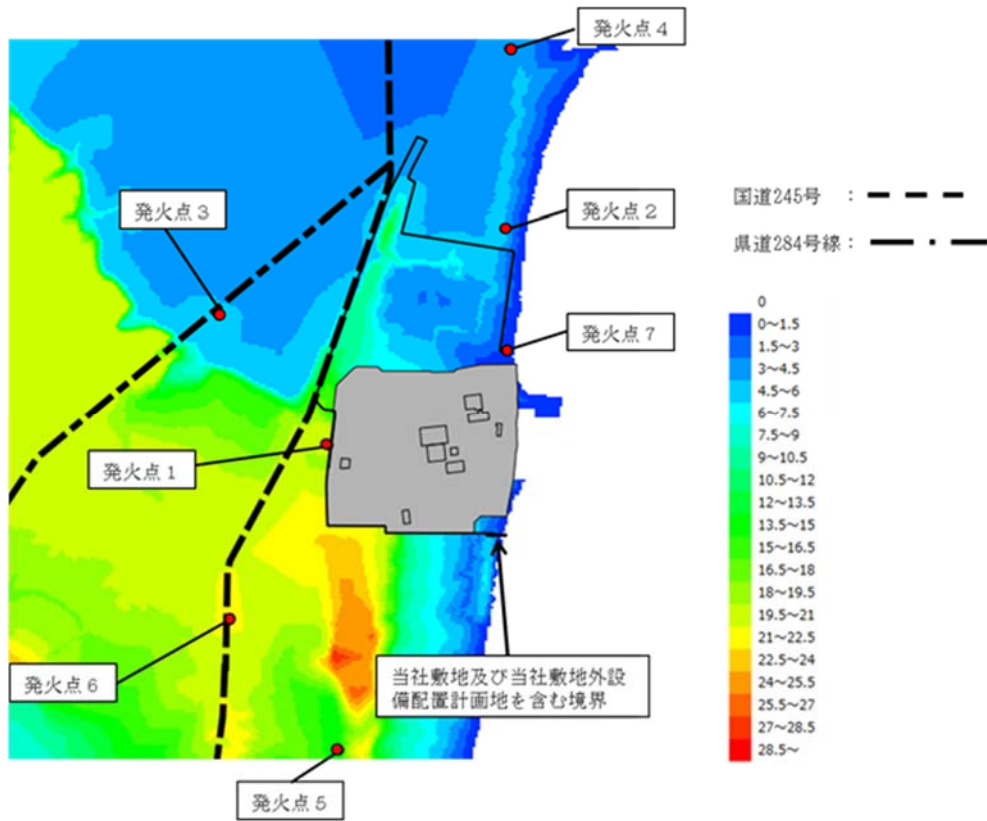 発火点4
発火点3
発火点2
国道245号 :
県道284号線:
発火点7
0
0～1.5
1.5～3
3～4.5
4.5～6
6～7.5
7.5～9
9～10.5
10.5～12
12～13.5
13.5～15
15～16.5
16.5～18
18～19.5
19.5～21
21～22.5
22.5～24
24～25.5
25.5～27
27～28.5
28.5～
発火点1
発火点6
当社敷地及び当社敷地外設
備配置計画地を含む境界
発火点5